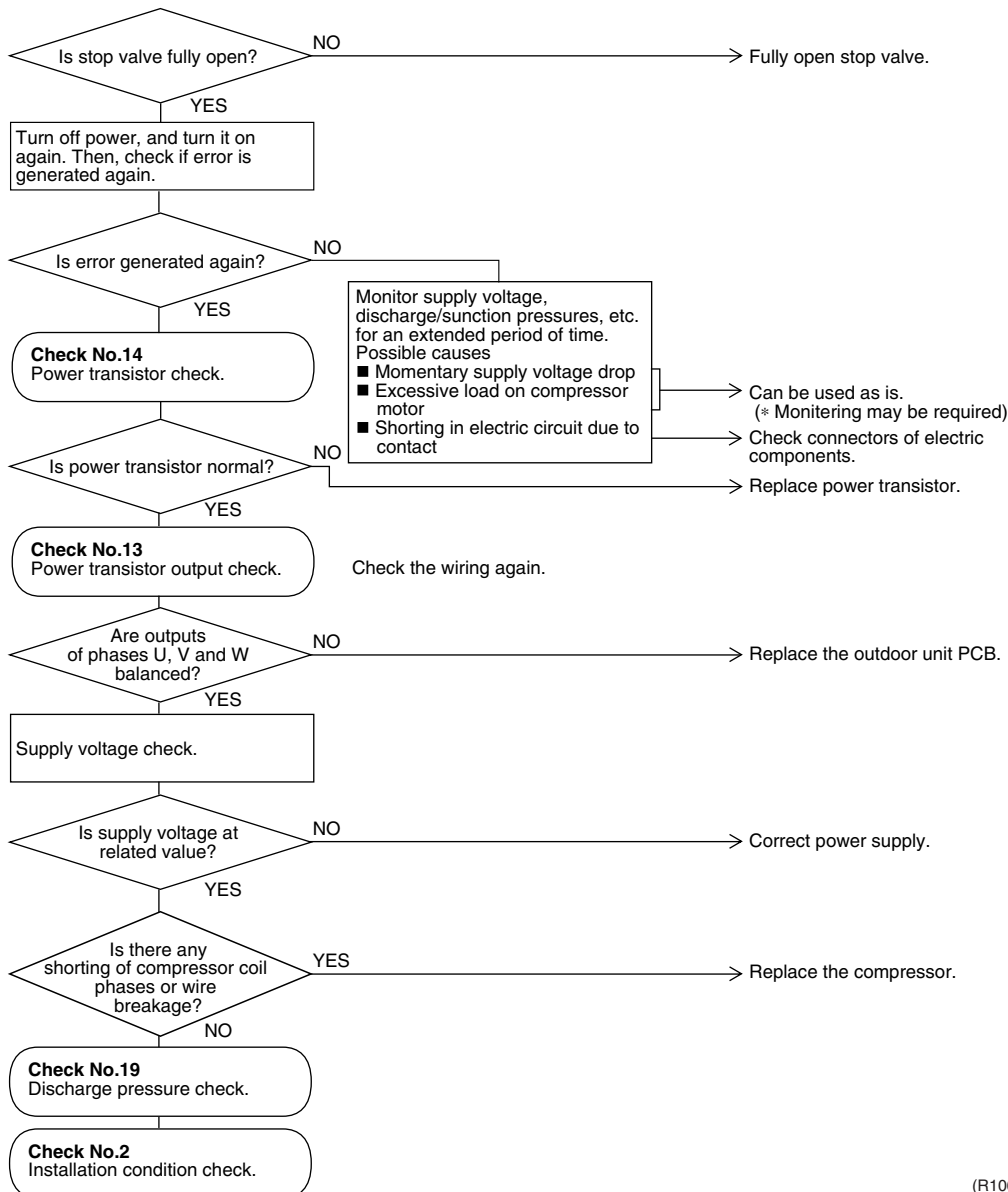 Is stop valve fully open?
NO
Fully open stop valve.
YES
Turn off power, and turn it on
again. Then, check if error is
generated again.
Is error generated again?
NO
YES
Monitor supply voltage,
discharge/sunction pressures, etc.
for an extended period of time.
Possible causes
■ Momentary supply voltage drop
■ Excessive load on compressor
motor
■ Shorting in electric circuit due to
contact
Can be used as is.
(* Monitering may be required)
Check connectors of electric
components.
Check No.14
Power transistor check.
Is power transistor normal?
NO
Replace power transistor.
YES
Check No.13
Power transistor output check.
Check the wiring again.
Are outputs
of phases U, V and W
balanced?
NO
Replace the outdoor unit PCB.
YES
Supply voltage check.
Is supply voltage at
related value?
NO
Correct power supply.
YES
Is there any
shorting of compressor coil
phases or wire
breakage?
YES
Replace the compressor.
NO
Check No.19
Discharge pressure check.
Check No.2
Installation condition check.